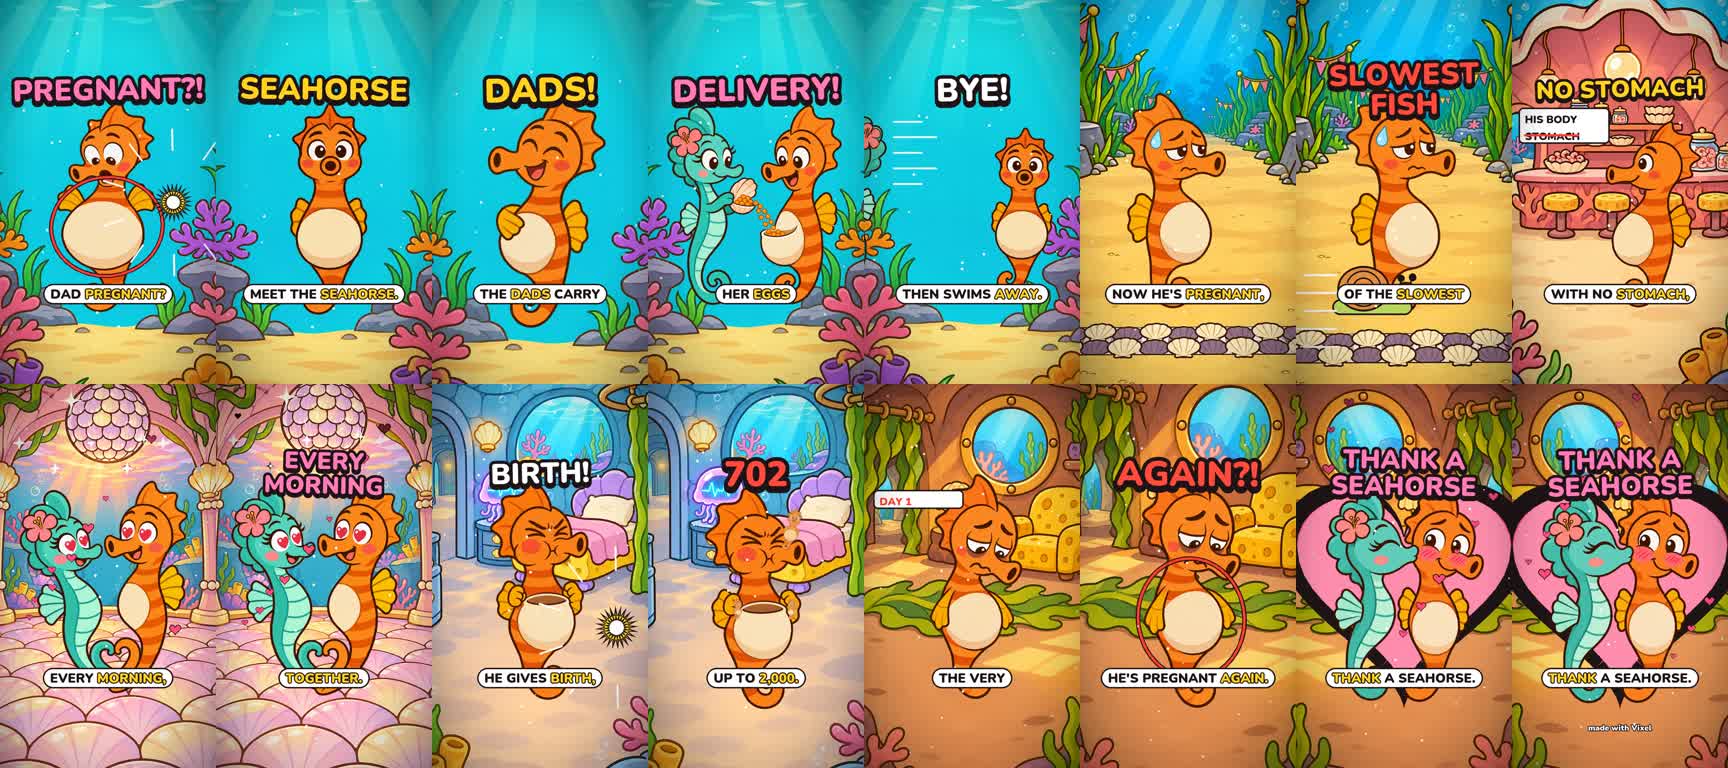 PREGNANT?!
DAD PREGNANT?
SEAHORSE
MEET THE SEAHORSE.
DADS!
THE DADS CARRY
DELIVERY!
HER EGGS
BYE!
THEN SWIMS AWAY.
NOW HE'S PREGNANT,
SLOWEST
FISH
OF THE SLOWEST
NO STOMACH
HIS BODY
STOMACH
WITH NO STOMACH,
EVERY MORNING,
EVERY
MORNING
TOGETHER.
BIRTH!
HE GIVES BIRTH,
702
UP TO 2,000.
DAY 1
THE VERY
AGAIN?!
HE'S PREGNANT AGAIN.
THANK A
SEAHORSE
THANK A SEAHORSE.
THANK A
SEAHORSE
THANK A SEAHORSE.
made with Vixel